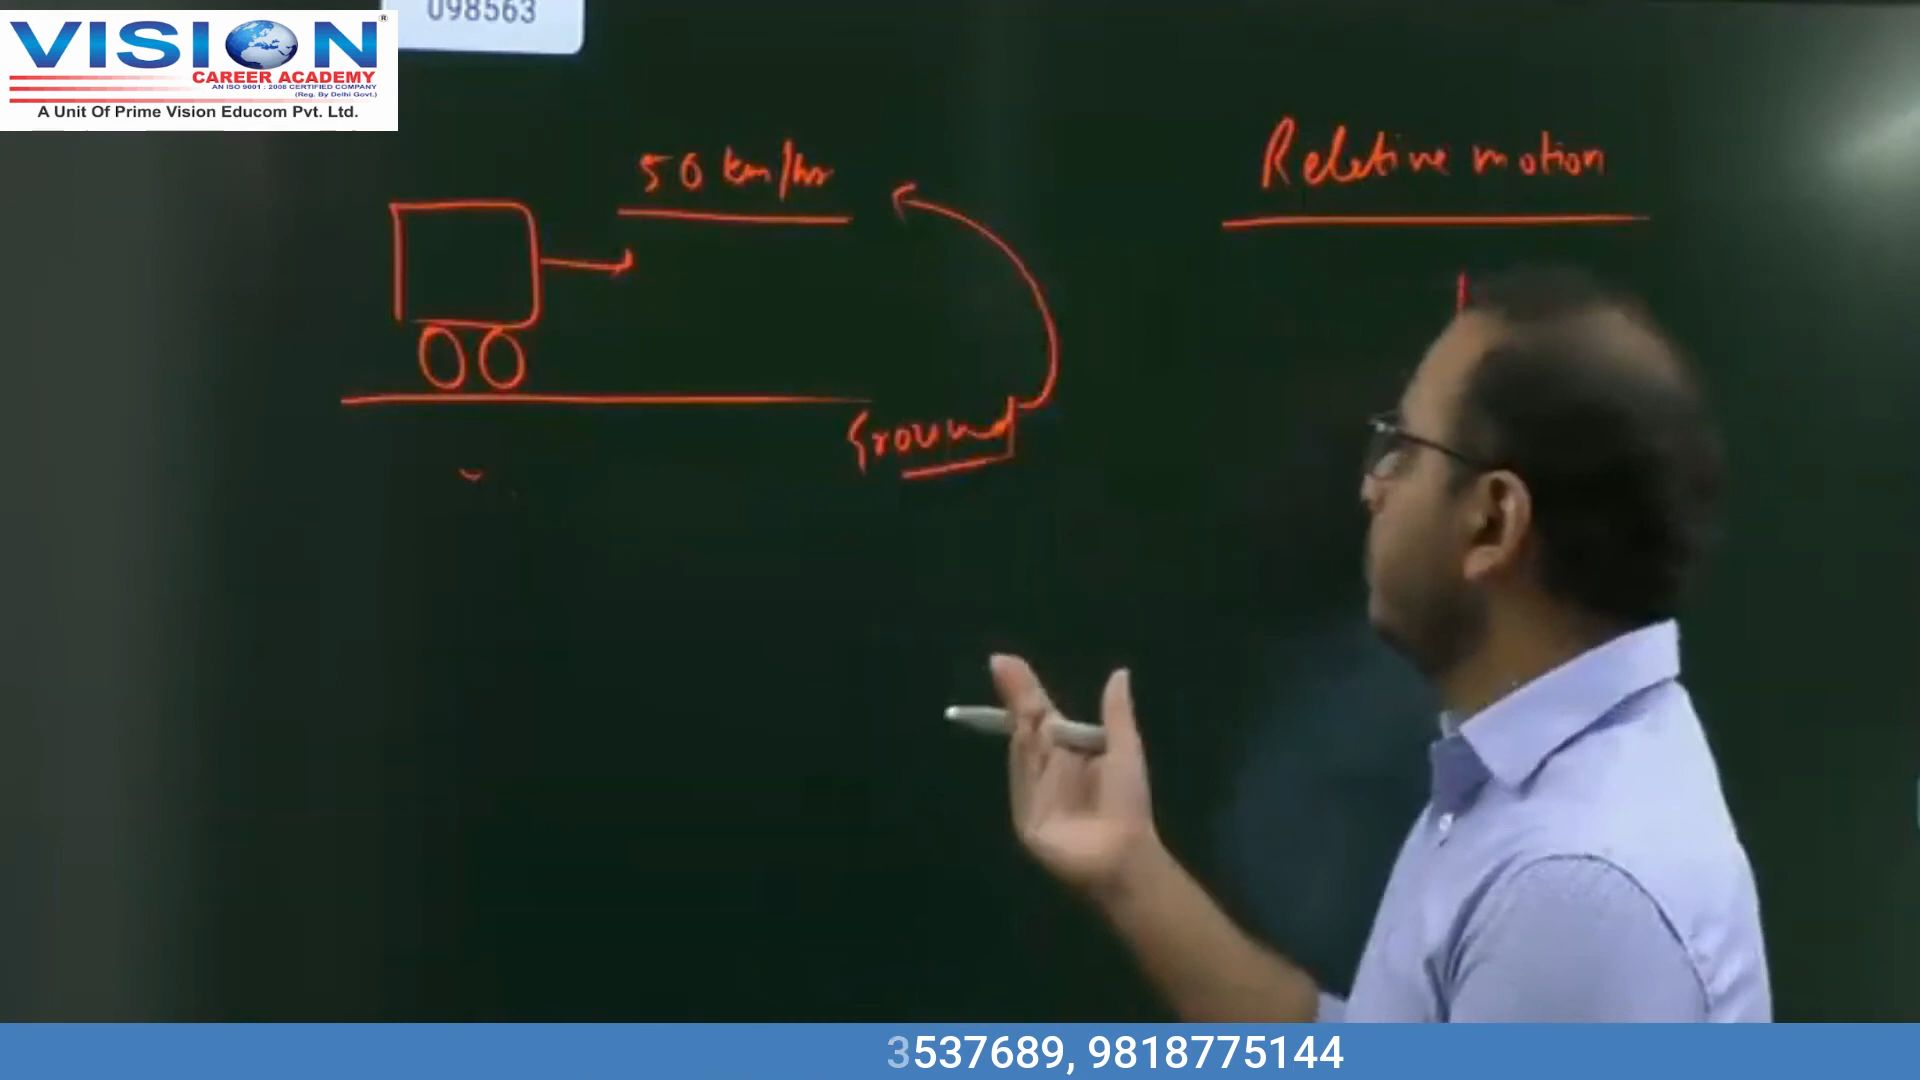 098563
VISION®
CAREER ACADEMY
AN ISO 9001 : 2008 CERTIFIED COMPANY
(Reg. By Delhi Govt.)
A Unit Of Prime Vision Educom Pvt. Ltd.
50 km/hr
Reletive motion
Ground
3537689, 9818775144